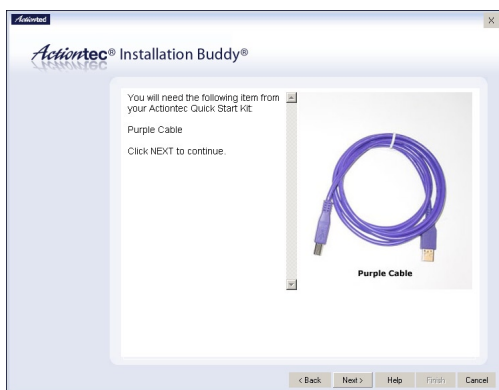 Actiontec
X
Actiontec® Installation Buddy®
You will need the following item from
your Actiontec Quick Start Kit:
Purple Cable
Click NEXT to continue.
Purple Cable
< Back
Next >
Help
Finish
Cancel